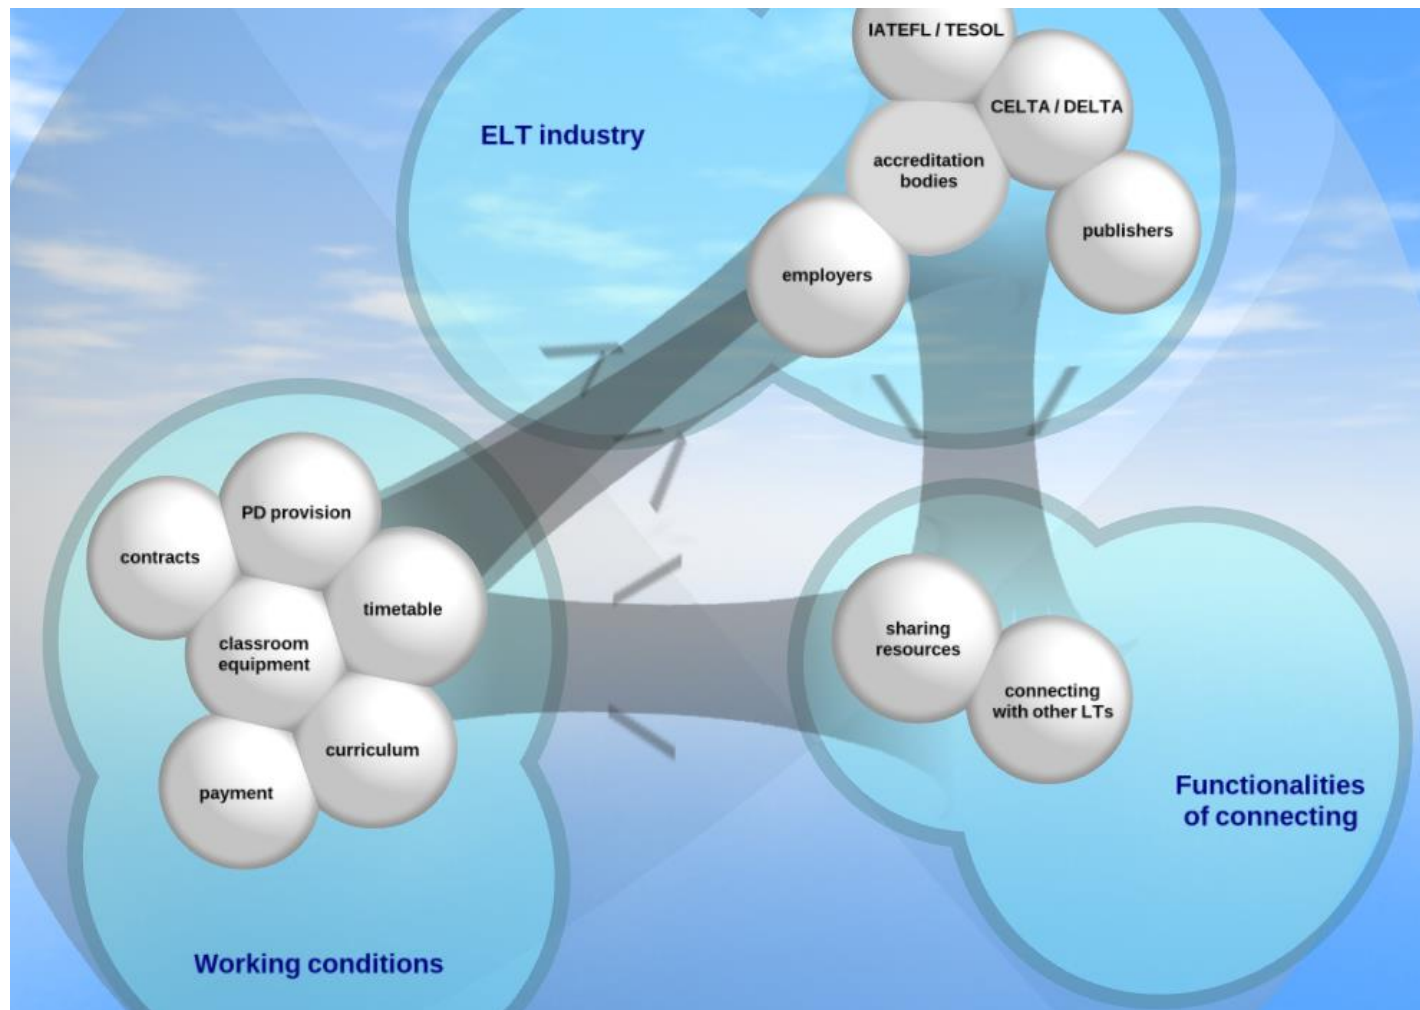 IATEFL / TESOL
CELTA / DELTA
ELT industry
accreditation
bodies
publishers
employers
PD provision
contracts
timetable
classroom
equipment
curriculum
payment
Working conditions
sharing
resources
connecting
with other LTs
Functionalities
of connecting